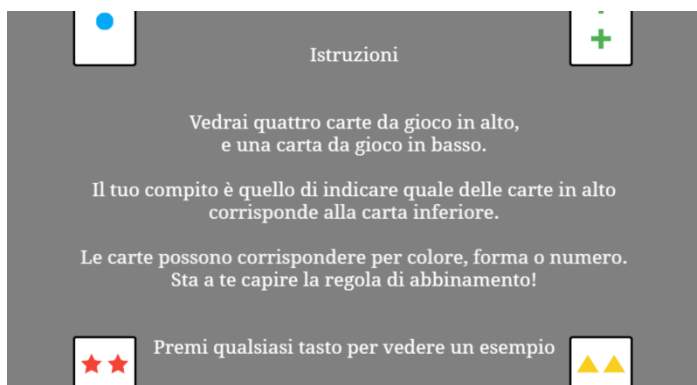 Istruzioni
Vedrai quattro carte da gioco in alto,
e una carta da gioco in basso.
Il tuo compito è quello di indicare quale delle carte in alto
corrisponde alla carta inferiore.
Le carte possono corrispondere per colore, forma o numero.
Sta a te capire la regola di abbinamento!
Premi qualsiasi tasto per vedere un esempio